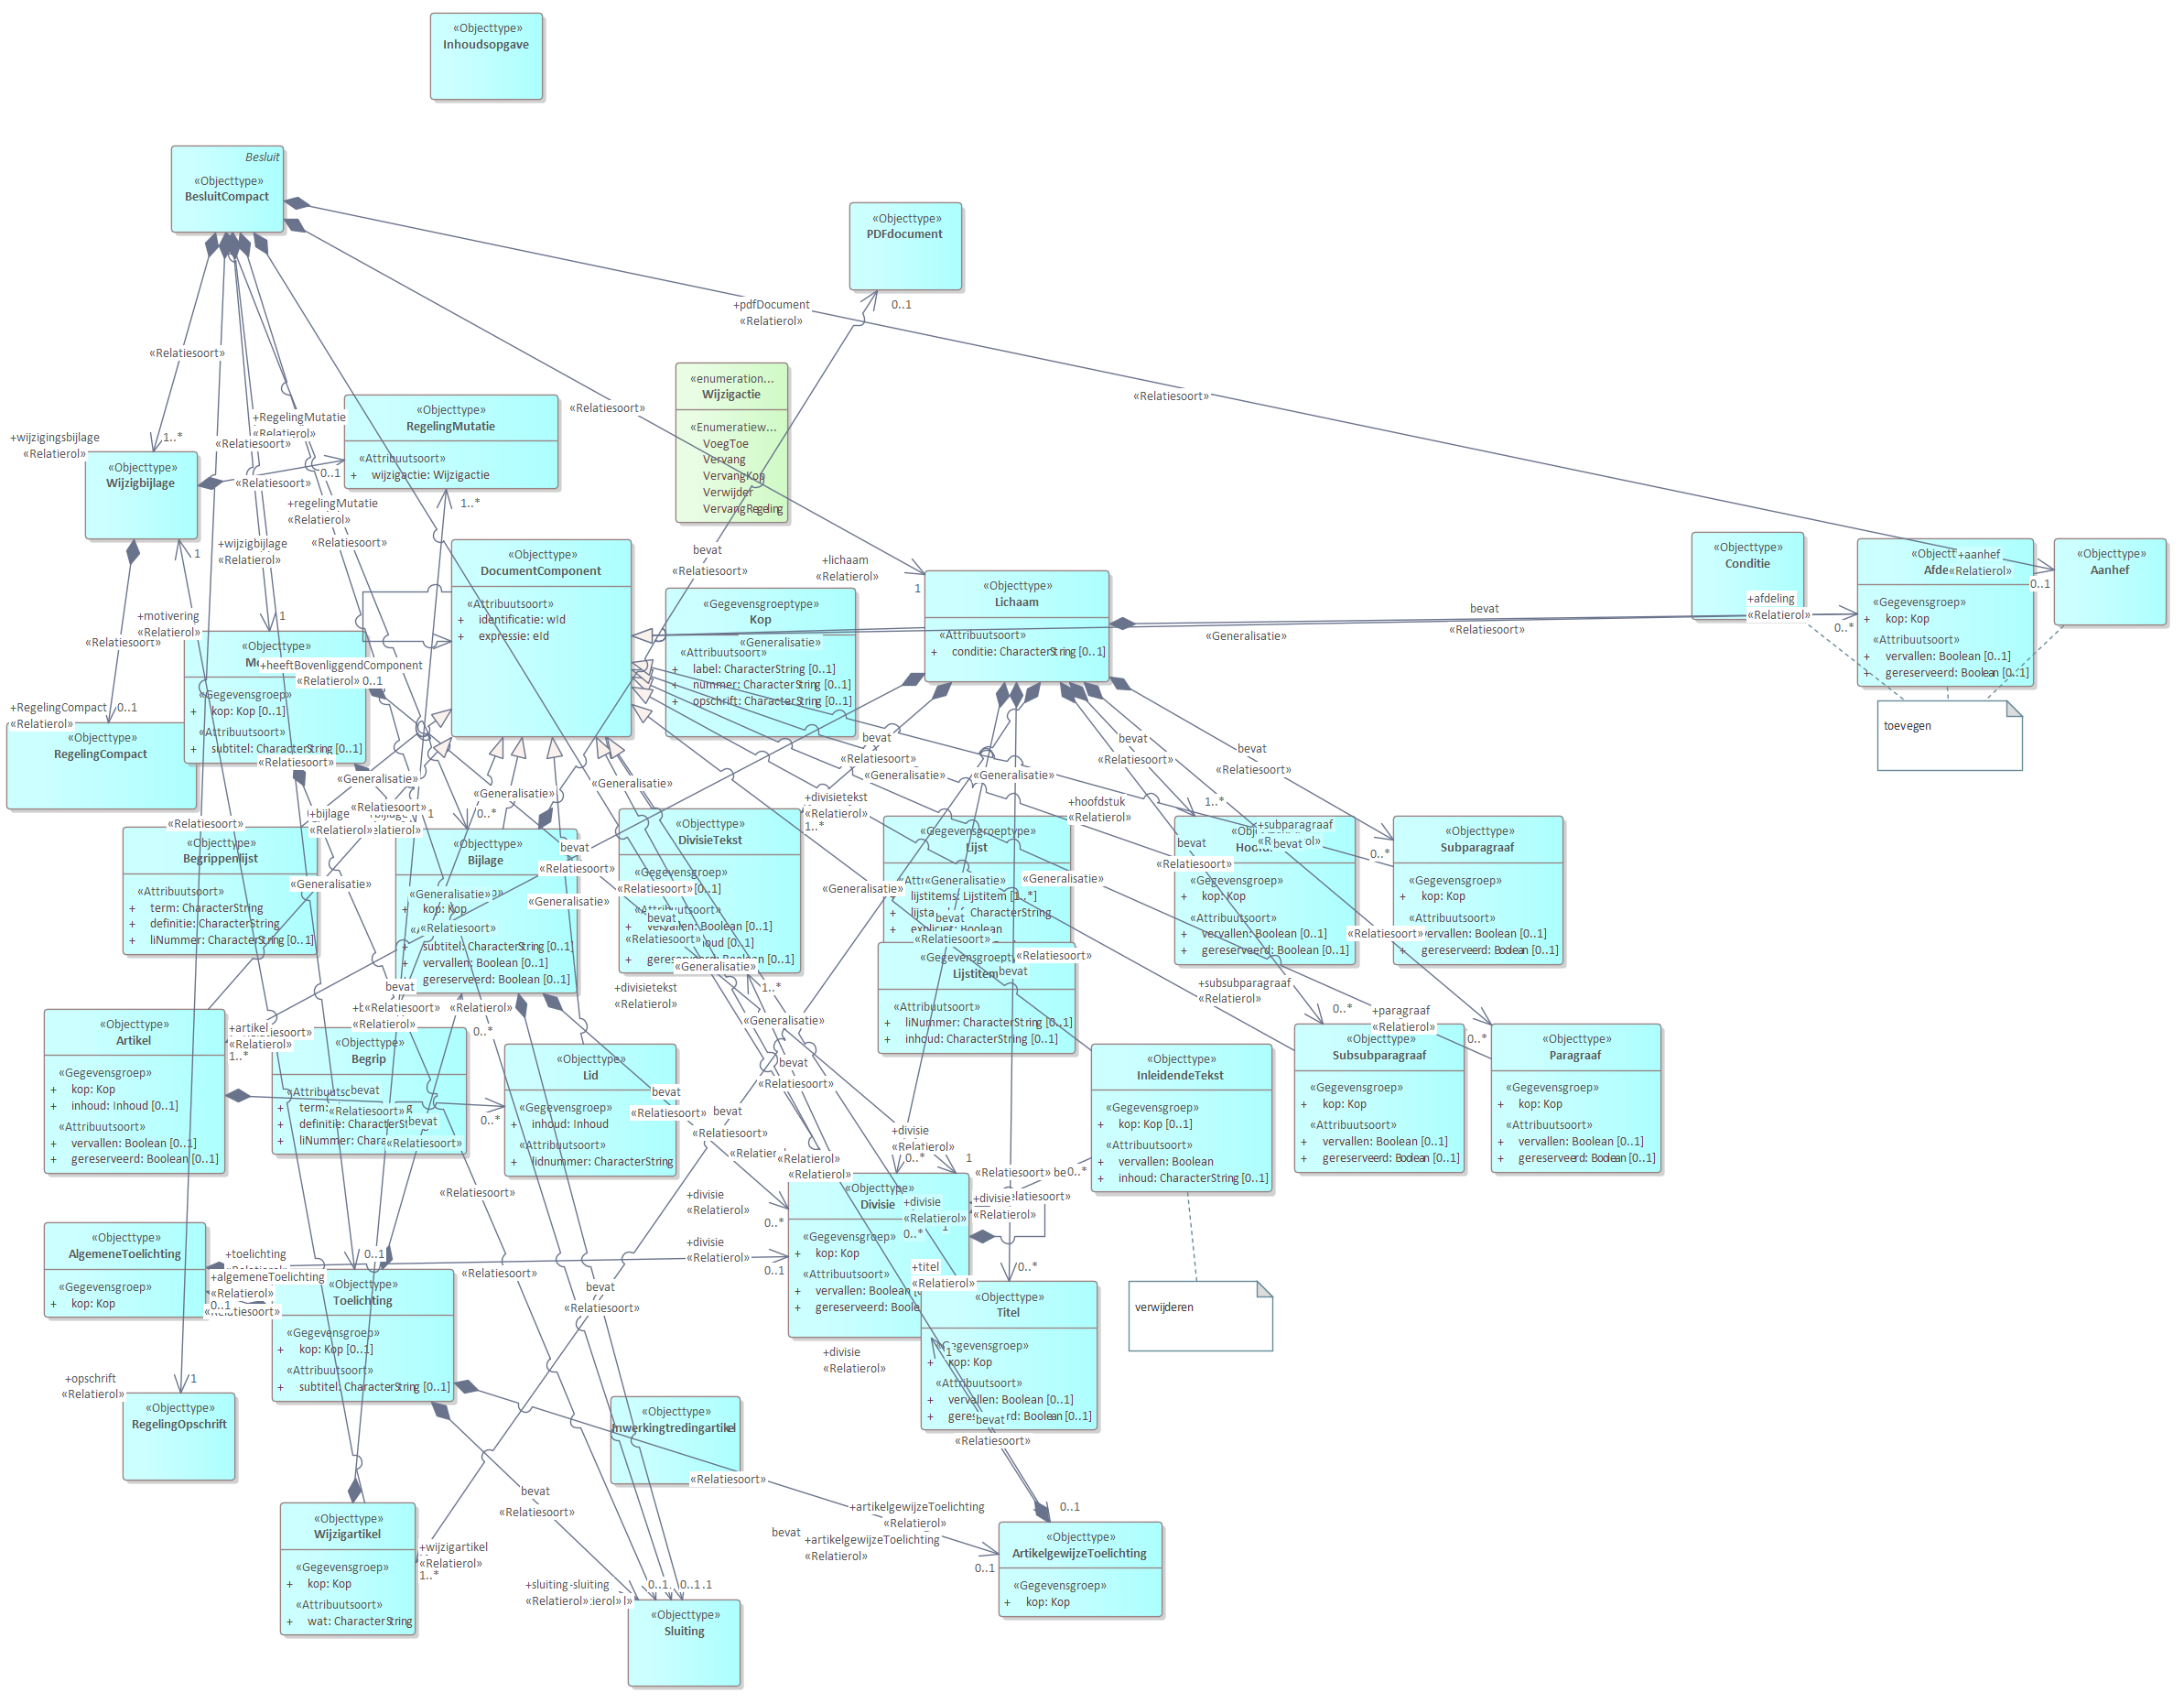 «Objecttype»
Inhoudsopgave
Besluit
«Objecttype»
BesluitCompact
«Objecttype»
PDFdocument
0..1
+pdfDocument
«Relatierol»
«Relatiesoort»
«Relatiesoort»
«Relatiesoort»
«enumeration...
Wijzigactie
«Enumeratiew...
VoegToe
Vervang
VervangKop
Verwijder
VervangRegeling
«Objecttype»
RegelingMutatie
«Attribuutsoort»
+ wijzigactie: Wijzigactie
+RegelingMutatie
«Relatierol»
«Relatiesoort»
0..1
«Relatiesoort»
1..*
+regelingMutatie
«Relatierol»
«Relatiesoort»
+wijzigingsbijlage
«Relatierol»
1..*
«Objecttype»
Wijzigbijlage
1
+wijzigbijlage
«Relatierol»
+motivering
«Relatierol»
1
«Relatiesoort»
+RegelingCompact
«Relatierol»
0..1
«Objecttype»
RegelingCompact
«Objecttype»
«Gegevensgroep»
+ kop: Kop [0..1]
«Attribuutsoort»
+ subtitel: CharacterString [0..1]
+heeftBovenliggendComponent
«Relatierol» 0..1
«Objecttype»
DocumentComponent
«Attribuutsoort»
+ identificatie: wId
+ expressie: eId
bevat
«Relatiesoort»
«Gegevensgroeptype»
Kop
«Generalisatie»
«Attribuutsoort»
+ label: CharacterString [0..1]
+ nummer: CharacterString [0..1]
+ opschrift: CharacterString [0..1]
+lichaam
«Relatierol»
1
«Objecttype»
Lichaam
«Attribuutsoort»
+ conditie: CharacterString [0..1]
bevat
«Generalisatie»
«Relatiesoort»
«Objecttype»
Conditie
+afdeling
«Relatierol»
0..*
«Gegevensgroep»
+ kop: Kop
«Attribuutsoort»
+ vervallen: Boolean [0..1]
+ gereserveerd: Boolean [0..1]
+aanhef
«Relatierol»
0..1
«Objecttype»
Aanhef
toevegen
«Relatiesoort»
«Generalisatie»
«Generalisatie»
«Generalisatie»
bevat
«Relatiesoort»
«Generalisatie»
«Generalisatie»
bevat
«Relatiesoort»
bevat
«Relatiesoort»
«Relatiesoort»
+bijlage
«Relatierol»
1
0..*
+divisietekst
«Relatierol»
1..*
+hoofdstuk
«Relatierol»
1..*
«Relatiesoort»
«Objecttype»
Begrippenlijst
«Attribuutsoort»
+ term: CharacterString
+ definitie: CharacterString
+ liNummer: CharacterString [0..1]
«Generalisatie»
«Objecttype»
Bijlage
«Generalisatie»
+ kop: Kop
«Relatiesoort»
+ subtitel: CharacterString [0..1]
+ vervallen: Boolean [0..1]
gereserveerd: Boolean [0..1]
bevat
«Relatiesoort»
«Generalisatie»
«Objecttype»
DivisieTekst
«Gegevensgroep»
«Relatiesoort»
[0..1]
«Attribuutsoort»
bevat
+ vervallen: Boolean [0..1]
«Relatiesoort»
+ gereserveerd: Boolean [0..1]
«Generalisatie»
«Gegevensgroeptype»
Lijst
«Generalisatie»
«Generalisatie»
+ lijstitems: Lijstitem [1..*]
bevat
+ expliciet: Boolean
«Relatiesoort»
Lijstitem
bevat
«Relatiesoort»
«Attribuutsoort»
+ liNummer: CharacterString [0..1]
+ inhoud: CharacterString [0..1]
«Generalisatie»
bevat
«Relatiesoort»
+subparagraaf
bevat
«Gegevensgroep»
+ kop: Kop
«Attribuutsoort»
+ vervallen: Boolean [0..1]
+ gereserveerd: Boolean [0..1]
0..*
«Objecttype»
Subparagraaf
«Gegevensgroep»
+ kop: Kop
«Attribuutsoort»
«Relatiesoort»
vervallen: Boolean [0..1]
+ gereserveerd: Boolean [0..1]
+divisietekst
«Relatierol»
1..*
+subsubparagraaf
«Relatierol»
0..*
+paragraaf
«Relatierol»
0..*
bevat
«Relatiesoort»
«Relatierol»
«Relatierol»
0..*
«Generalisatie»
«Objecttype»
Artikel
«Gegevensgroep»
+ kop: Kop
+ inhoud: Inhoud [0..1]
«Attribuutsoort»
+ vervallen: Boolean [0..1]
+ gereserveerd: Boolean [0..1]
+artikel
«Relatierol»
1..*
«Objecttype»
Begrip
bevat
«Relatiesoort»
bevat
«Relatiesoort»
0..*
«Objecttype»
Lid
«Gegevensgroep»
+ inhoud: Inhoud
«Attribuutsoort»
+ lidnummer: CharacterString
bevat
«Relatiesoort»
bevat
«Relatiesoort»
bevat
«Relatiesoort»
«Objecttype»
InleidendeTekst
«Gegevensgroep»
+ kop: Kop [0..1]
«Attribuutsoort»
+ vervallen: Boolean
+ inhoud: CharacterString [0..1]
«Objecttype»
Subsubparagraaf
«Gegevensgroep»
+ kop: Kop
«Attribuutsoort»
+ vervallen: Boolean [0..1]
+ gereserveerd: Boolean [0..1]
«Objecttype»
Paragraaf
«Gegevensgroep»
+ kop: Kop
«Attribuutsoort»
+ vervallen: Boolean [0..1]
+ gereserveerd: Boolean [0..1]
+divisie
«Relatierol»
0..*
1
«Relatierol»
«Relatierol»
«Relatiesoort»
0..*
«Relatiesoort»
+divisie
«Relatierol»
0..*
«Objecttype»
Divisie
«Gegevensgroep»
+ kop: Kop
«Attribuutsoort»
+ vervallen: Boolean
+ gereserveerd:
+divisie
«Relatierol»
0..*
+divisie
«Relatierol»
1
+divisie
«Relatierol»
0..1
«Objecttype»
AlgemeneToelichting
«Gegevensgroep»
+ kop: Kop
+toelichting
+algemeneToelichting
«Relatierol»
0..1
0..1
«Relatiesoort»
«Objecttype»
Toelichting
«Gegevensgroep»
+ kop: Kop [0..1]
«Attribuutsoort»
+ subtitel: CharacterString [0..1]
«Relatiesoort»
bevat
«Relatiesoort»
+titel
«Relatierol»
0..*
«Objecttype»
Titel
«Gegevensgroep»
+ kop: Kop
«Attribuutsoort»
+ vervallen: Boolean [0..1]
bevat
«Relatiesoort»
1
verwijderen
+divisie
«Relatierol»
+opschrift
«Relatierol»
1
«Objecttype»
RegelingOpschrift
«Objecttype»
Inwerkingtredingartikel
«Relatiesoort»
bevat
«Relatiesoort»
+artikelgewijzeToelichting
«Relatierol»
0..1
bevat
+artikelgewijzeToelichting
«Relatierol»
0..1
«Objecttype»
ArtikelgewijzeToelichting
«Gegevensgroep»
+ kop: Kop
«Objecttype»
Wijzigartikel
«Gegevensgroep»
+ kop: Kop
«Attribuutsoort»
+ wat: CharacterString
+wijzigartikel
«Relatierol»
1..*
+sluiting
«Relatierol»
0..1
0..1
«Objecttype»
Sluiting